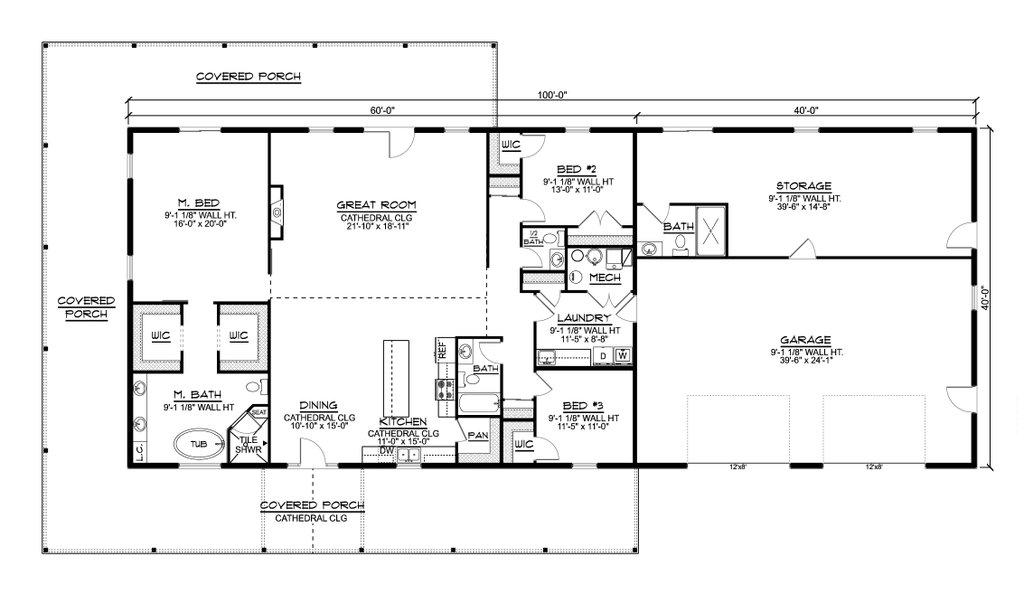 COVERED PORCH
100'-0"
60'-0"
40'-0"
WIC
BED #2
9'-1 1/8" WALL HT
13'-0" x 11'-0"
STORAGE
9'-1 1/8" WALL HT.
39'-6" x 14'-8"
M. BED
9'-1 1/8" WALL HT.
16'-0" x 20'-0"
GREAT ROOM
CATHEDRAL CLG
21'-10" x 18'-11"
BATH
1/2
BATH
MECH
COVERED
PORCH
40'-0"
WIC
WIC
LAUNDRY
9'-1 1/8" WALL HT
11'-5" x 8'-8"
D
W
GARAGE
9'-1 1/8" WALL HT.
39'-6" x 24'-1"
REF
BATH
M. BATH
9'-1 1/8" WALL HT
SEAT
TUB
TILE
SHWR
L.C.
DINING
CATHEDRAL CLG
10'-10" x 15'-0"
KITCHEN
CATHEDRAL CLG
11'-0" x 15'-0"
DW
PAN
BED #3
9'-1 1/8" WALL HT
11'-5" x 11'-0"
WIC
12'x8'
12'x8'
COVERED PORCH
CATHEDRAL CLG